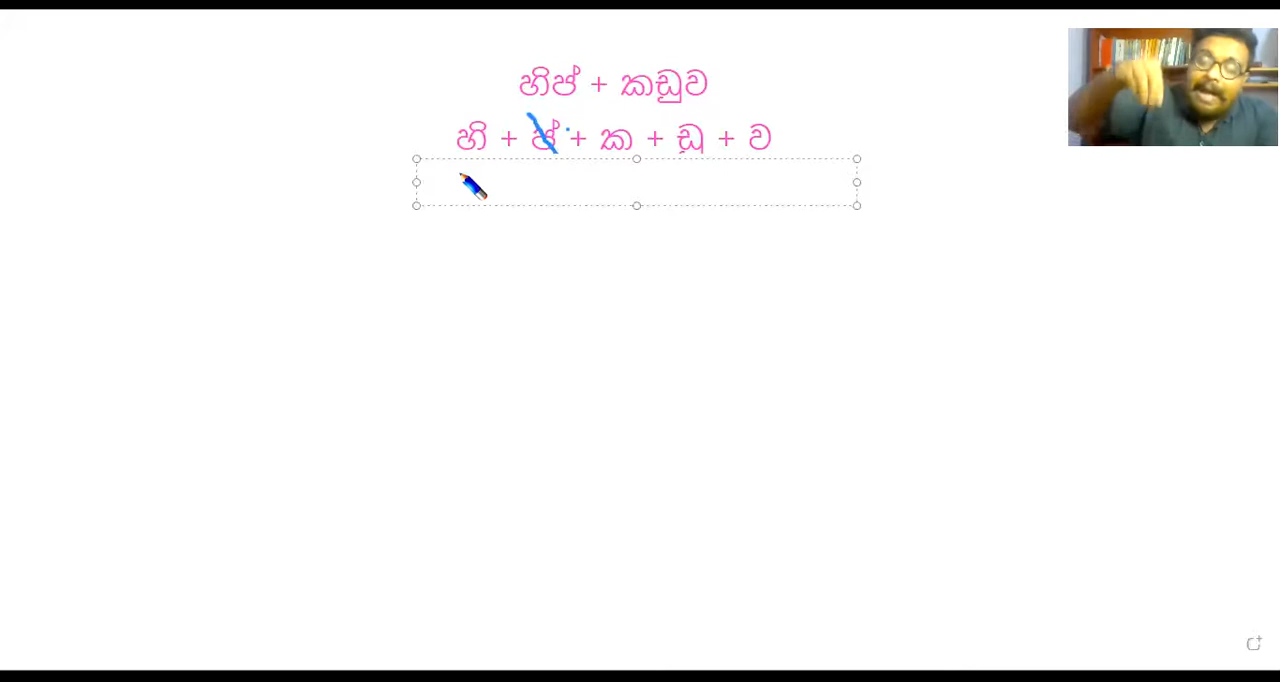 හිප් + කඩුව
හි + ප් + ක + ඩු + ව